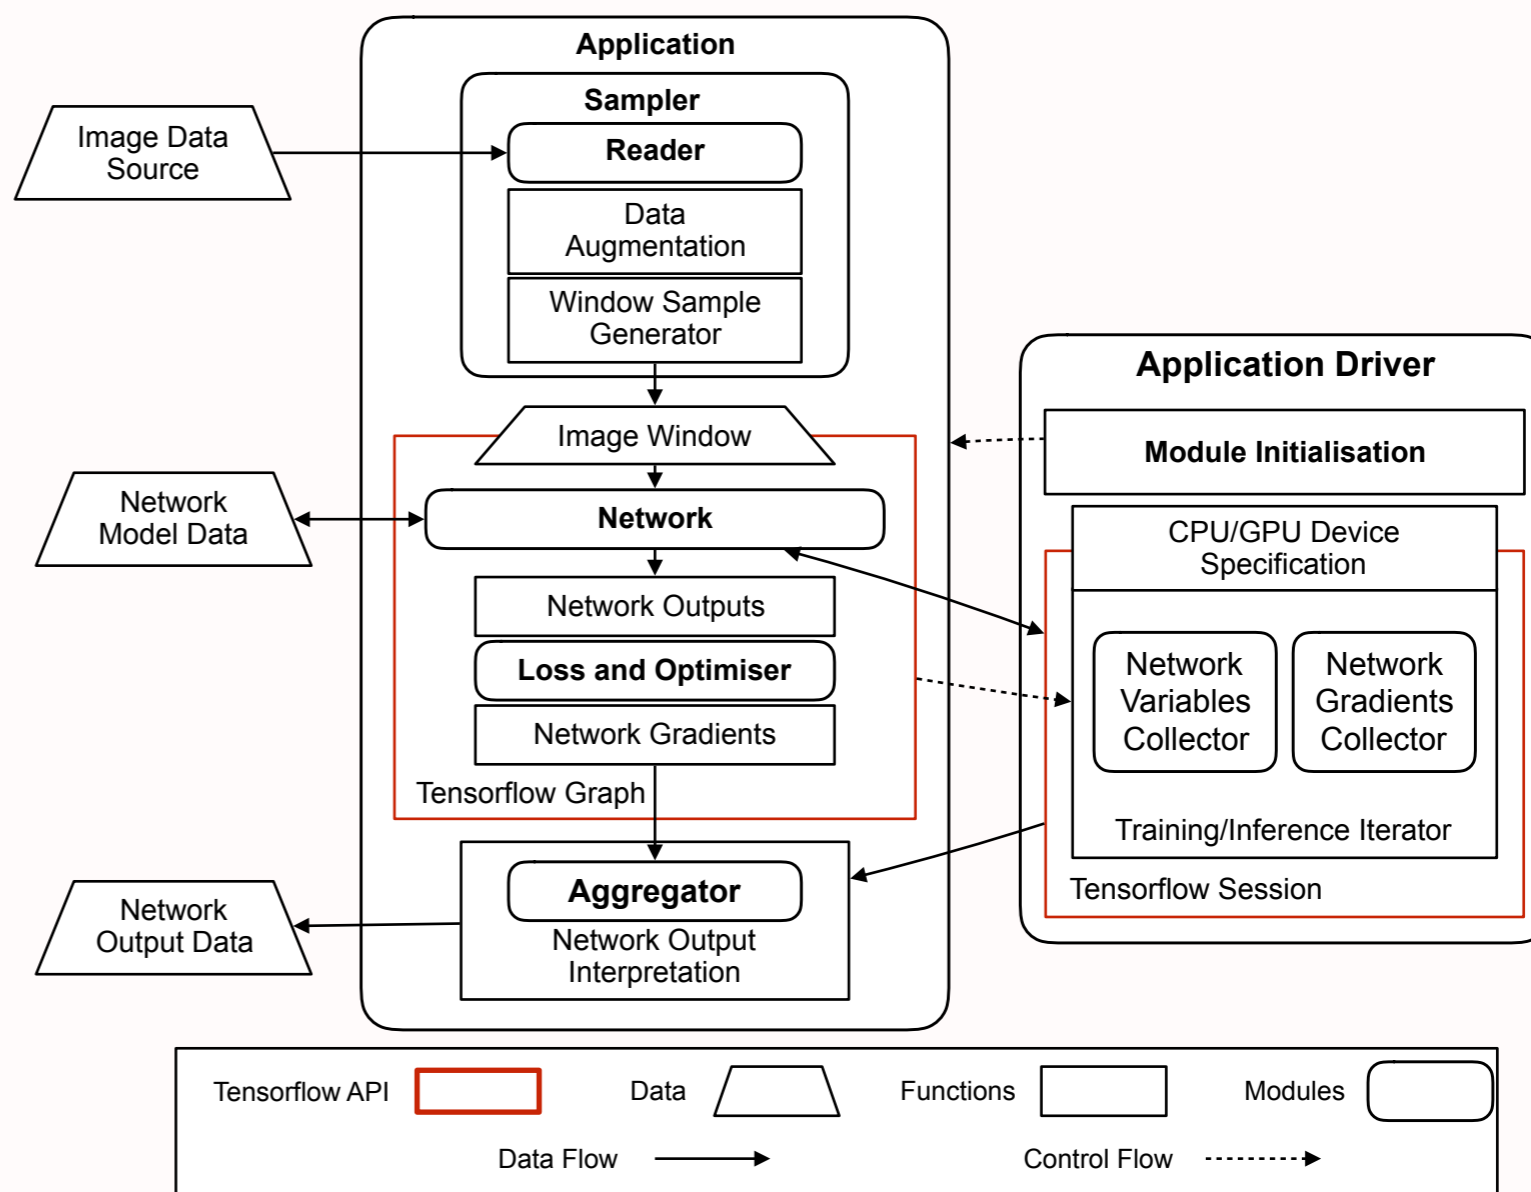 Application
Sampler
Reader
Data
Augmentation
Window Sample
Generator
Image Data
Source
Image Window
Network
Network
Model Data
Network Outputs
Loss and Optimiser
Network Gradients
Tensorflow Graph
Aggregator
Network Output
Interpretation
Network
Output Data
Application Driver
Module Initialisation
CPU/GPU Device
Specification
Network
Variables
Collector
Network
Gradients
Collector
Training/Inference Iterator
Tensorflow Session
Tensorflow API
Data
Functions
Modules
Data Flow
Control Flow